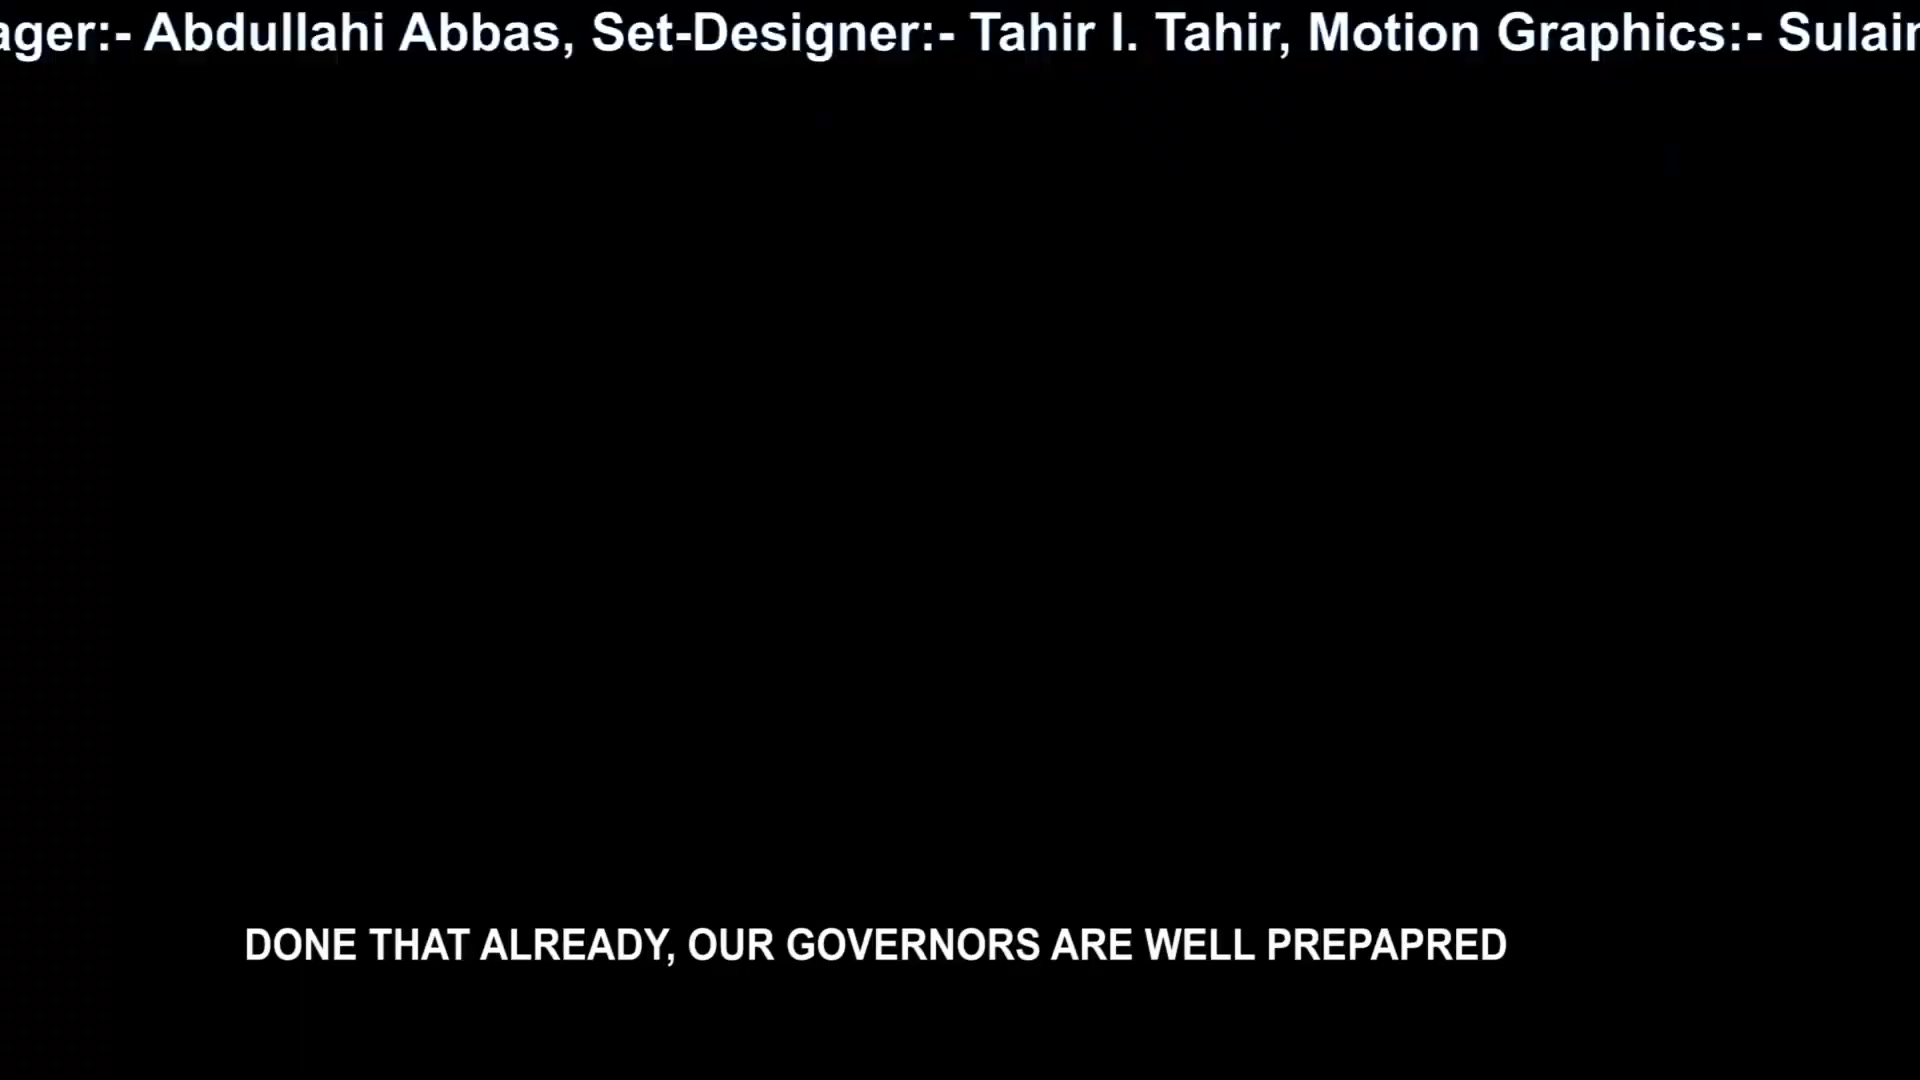 ager:- Abdullahi Abbas, Set-Designer:- Tahir I. Tahir, Motion Graphics:- Sulair
DONE THAT ALREADY, OUR GOVERNORS ARE WELL PREPAPRED